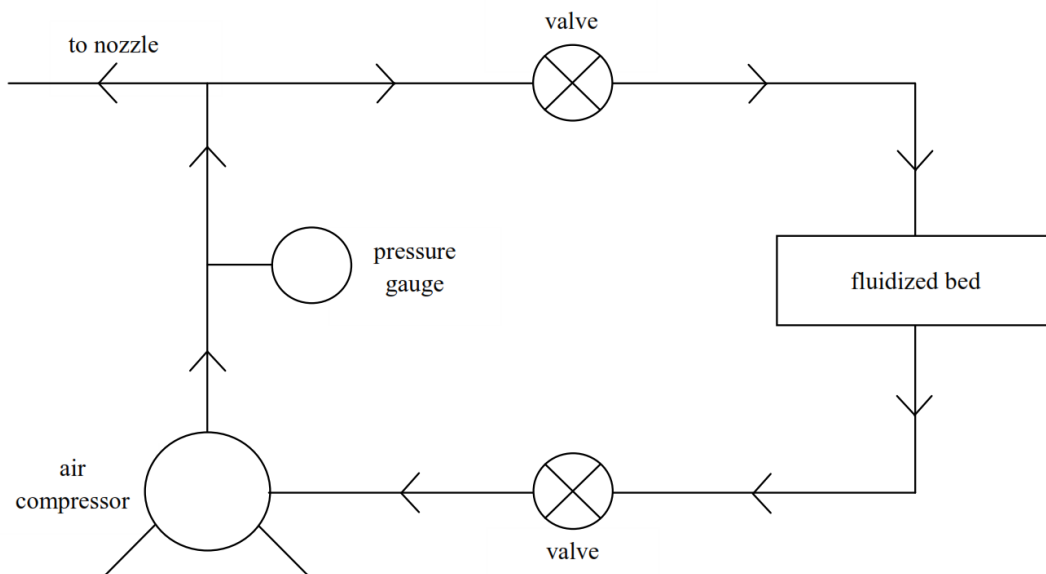 valve
to nozzle
pressure
gauge
fluidized bed
air
compressor
valve